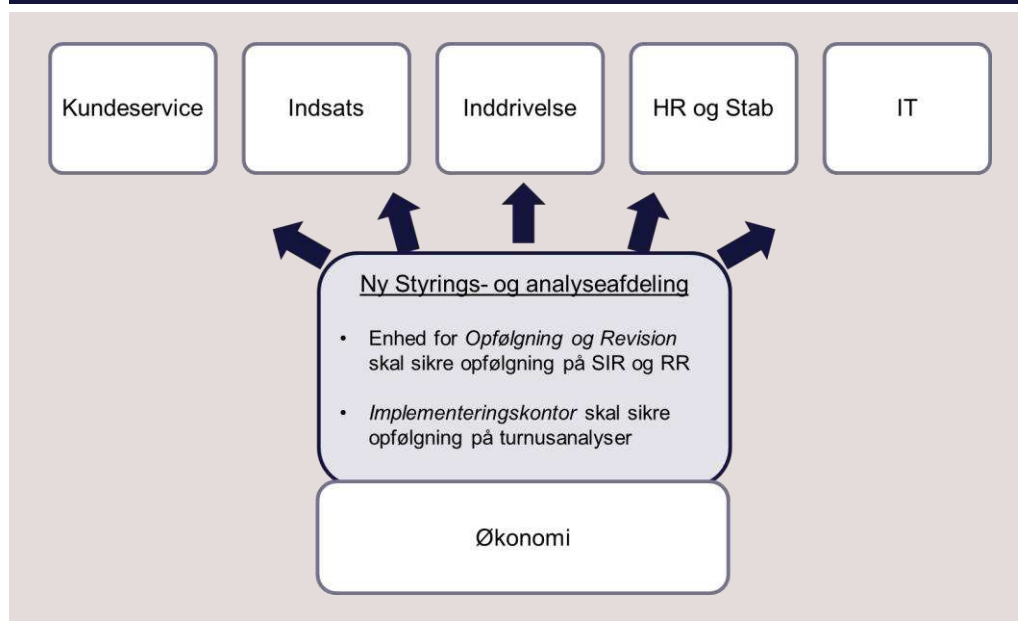 Kundeservice
Indsats
Inddrivelse
HR og Stab
IT
Ny Styrings- og analyseafdeling
• Enhed for Opfølgning og Revision
skal sikre opfølgning på SIR og RR
• Implementeringskontor skal sikre
opfølgning på turnusanalyser
Økonomi